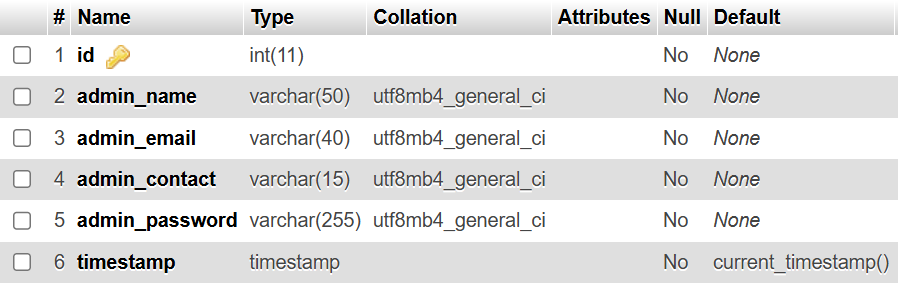 # Name Type Collation Attributes Null Default
1 id int(11) No None
2 admin_name varchar(50) utf8mb4_general_ci No None
3 admin_email varchar(40) utf8mb4_general_ci No None
4 admin_contact varchar(15) utf8mb4_general_ci No None
5 admin_password varchar(255) utf8mb4_general_ci No None
6 timestamp timestamp No current_timestamp()